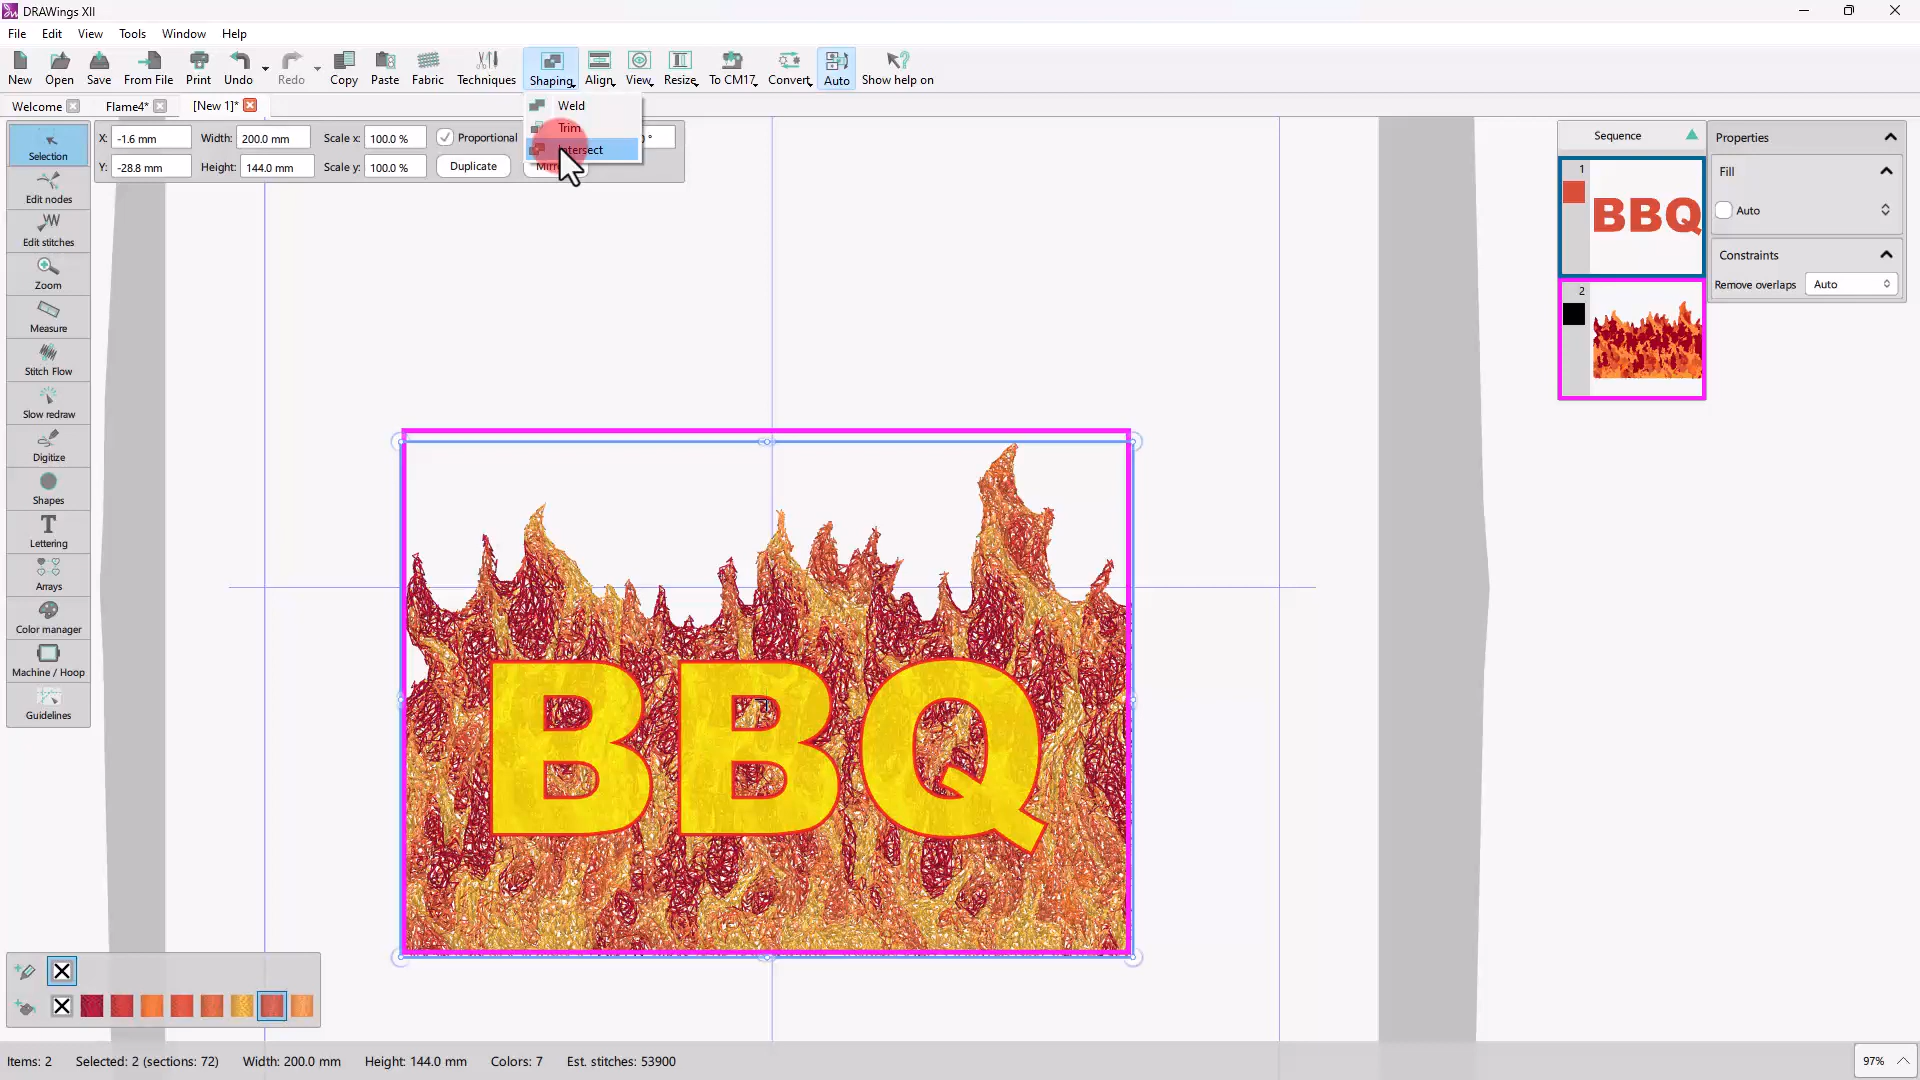 DRAWings XII
File Edit View Tools Window Help
New Open Save From File Print Undo Redo Copy Paste Fabric Techniques Shaping Align View Resize To CM17 Convert Auto Show help on
Welcome Flame4* [New 1]*
Weld
Trim
Intersect
X: -1.6 mm Width: 200.0 mm Scale x: 100.0 % Proportional °
Y: -28.8 mm Height: 144.0 mm Scale y: 100.0 % Duplicate
Selection
Edit nodes
Edit stitches
Zoom
Measure
Stitch Flow
Slow redraw
Digitize
Shapes
Lettering
Arrays
Color manager
Machine / Hoop
Guidelines
BBQ
Sequence
1
BBQ
2
Properties
Fill
Auto
Constraints
Remove overlaps Auto
Items: 2 Selected: 2 (sections: 72) Width: 200.0 mm Height: 144.0 mm Colors: 7 Est. stitches: 53900
97%